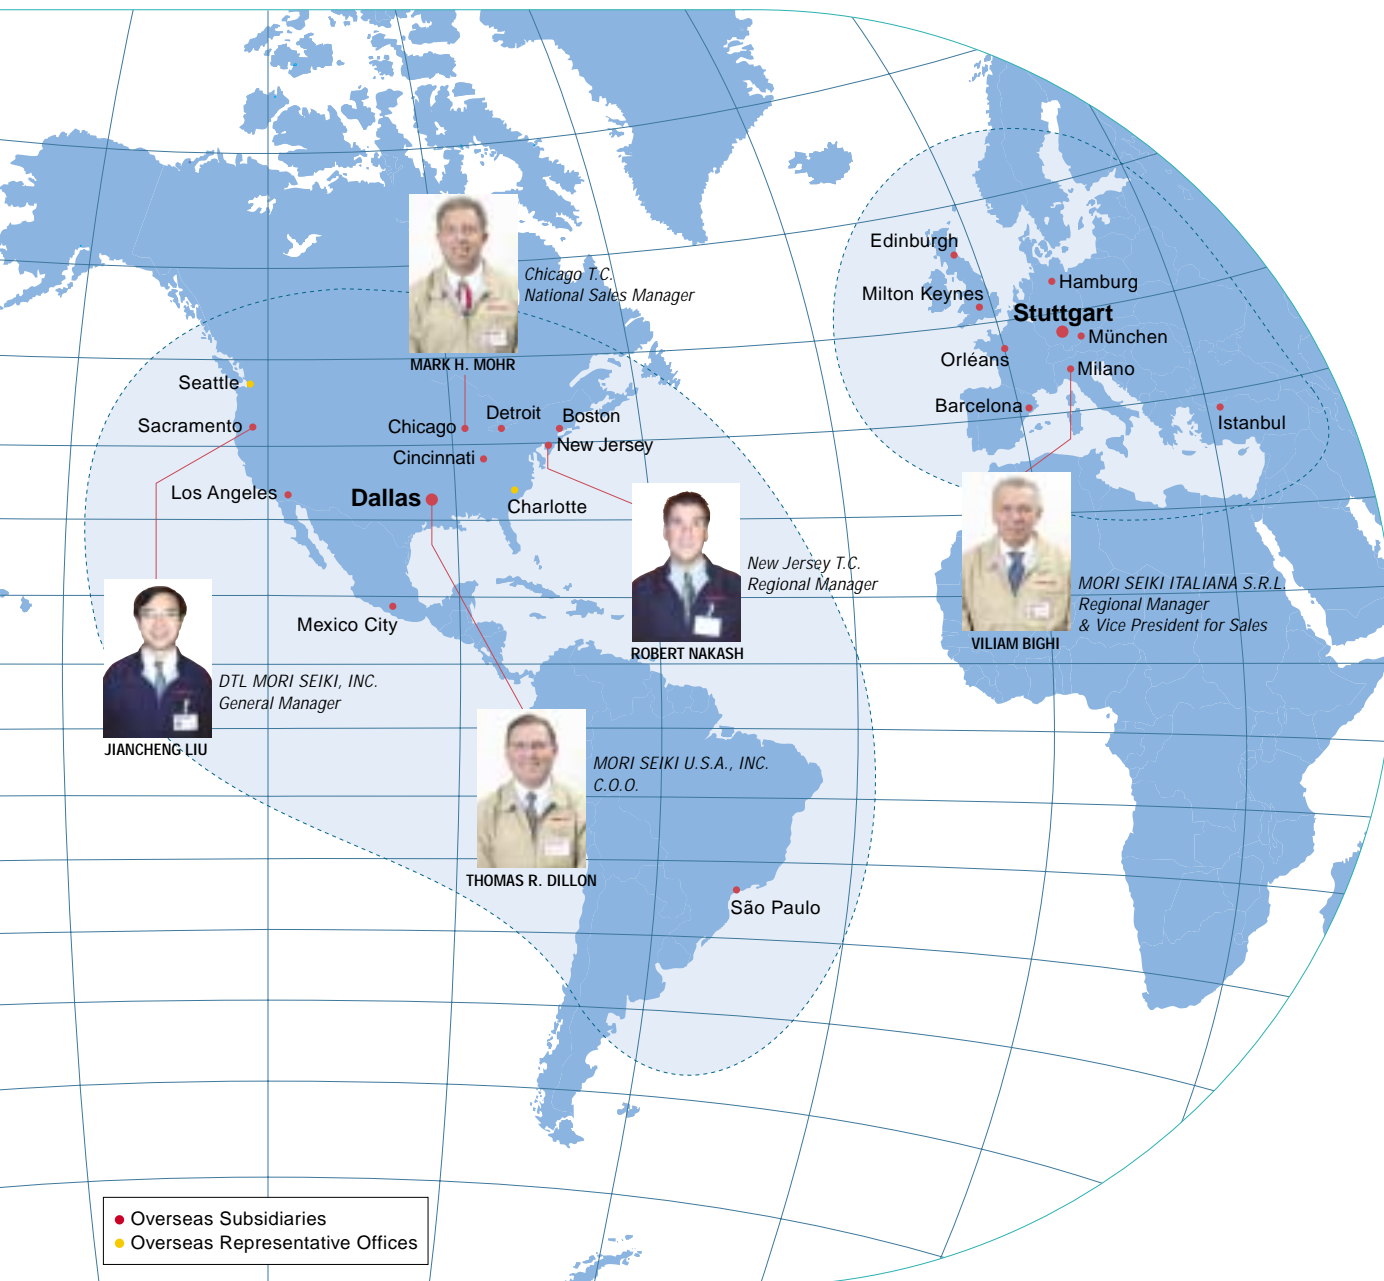 Chicago T.C.
National Sales Manager
MARK H. MOHR
Edinburgh
Hamburg
Milton Keynes
Stuttgart
München
Orléans
Milano
Barcelona
Istanbul
Seattle
Sacramento
Chicago
Detroit
Boston
New Jersey
Cincinnati
Los Angeles
Dallas
Charlotte
Mexico City
New Jersey T.C.
Regional Manager
ROBERT NAKASH
MORI SEIKI ITALIANA S.R.L.
Regional Manager
& Vice President for Sales
VILIAM BIGHI
DTL MORI SEIKI, INC.
General Manager
JIANCHENG LIU
MORI SEIKI U.S.A., INC.
C.O.O.
THOMAS R. DILLON
São Paulo
Overseas Subsidiaries
Overseas Representative Offices